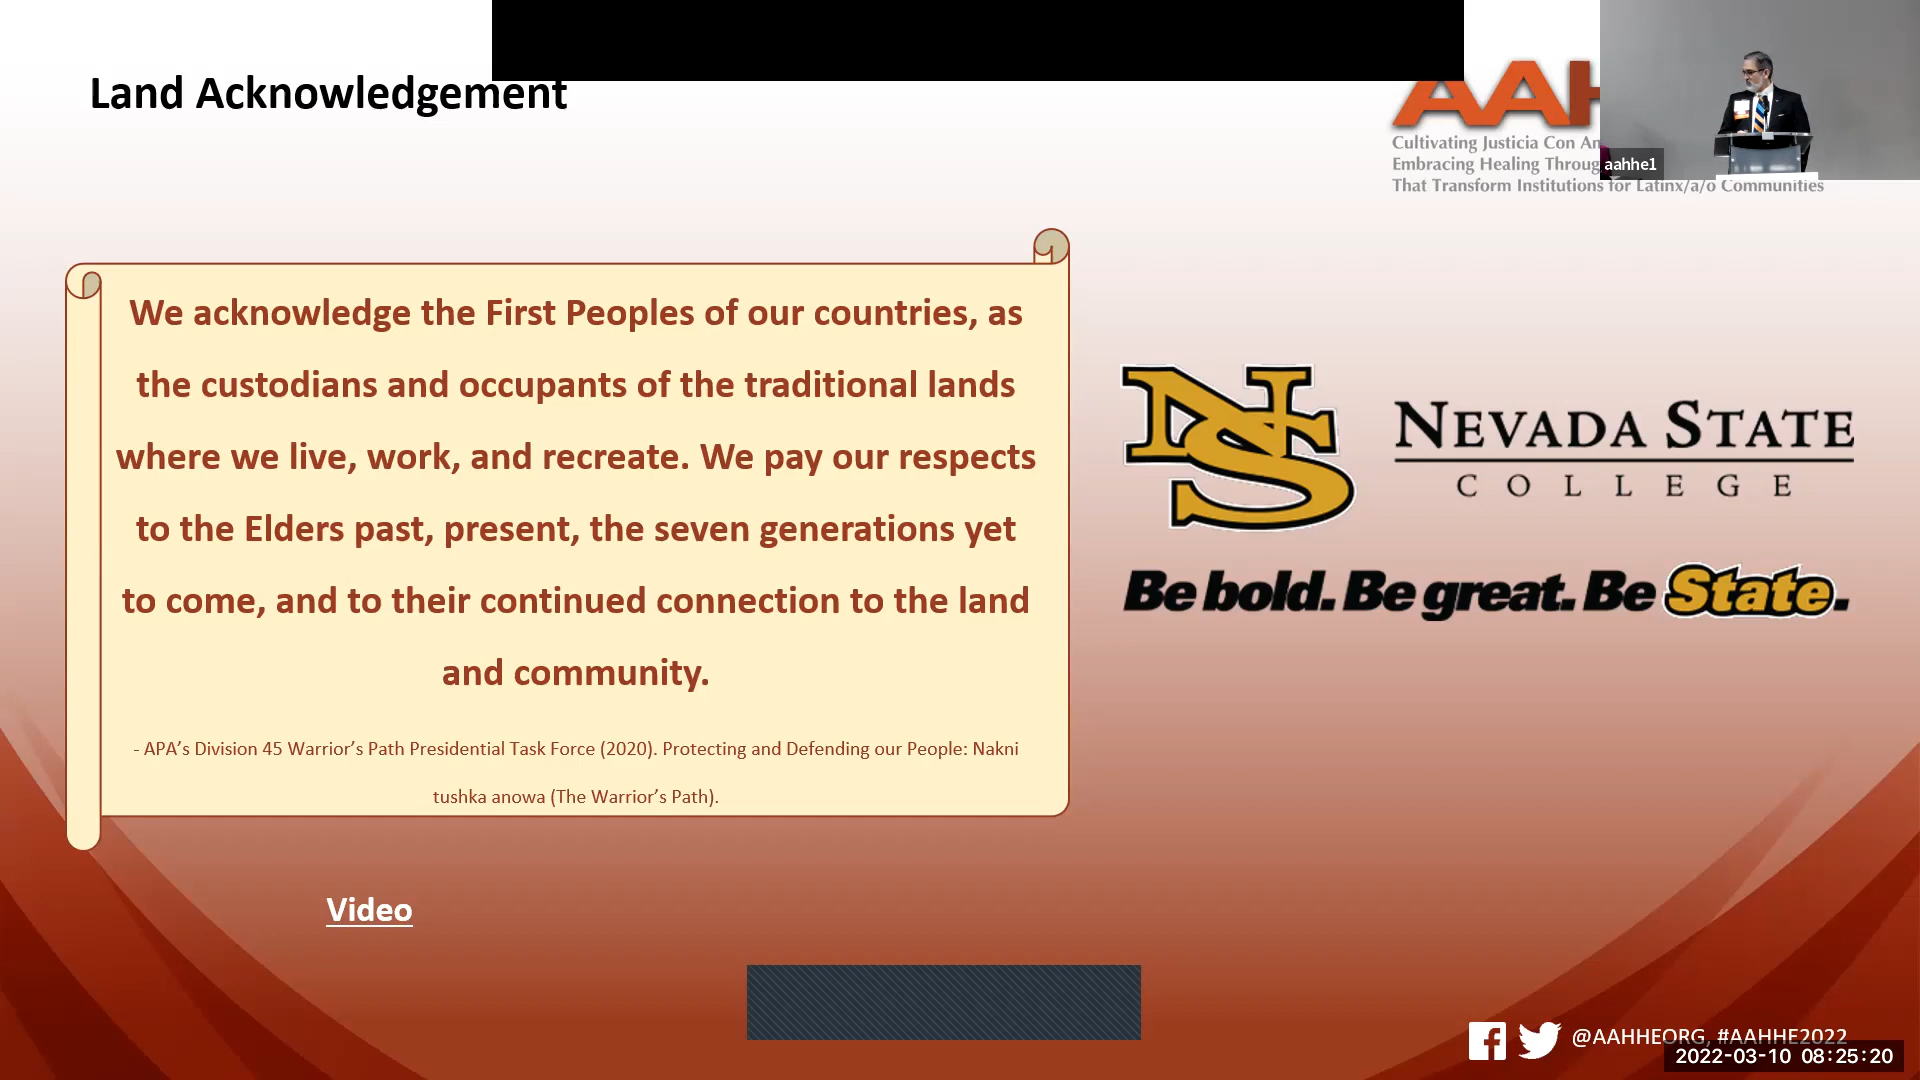 Land Acknowledgement
AAH
Cultivating Justicia Con
Embracing Healing
That Transform Institutions for Latinx/a/o Communities
aahhe1
We acknowledge the First Peoples of our countries, as
the custodians and occupants of the traditional lands
where we live, work, and recreate. We pay our respects
to the Elders past, present, the seven generations yet
to come, and to their continued connection to the land
and community.
- APA’s Division 45 Warrior’s Path Presidential Task Force (2020). Protecting and Defending our People: Nakni
tushka anowa (The Warrior’s Path).
NS
NEVADA STATE
COLLEGE
Be bold. Be great. Be State.
Video
@AAHHEORG, #AAHHE2022
2022-03-10 08:25:20